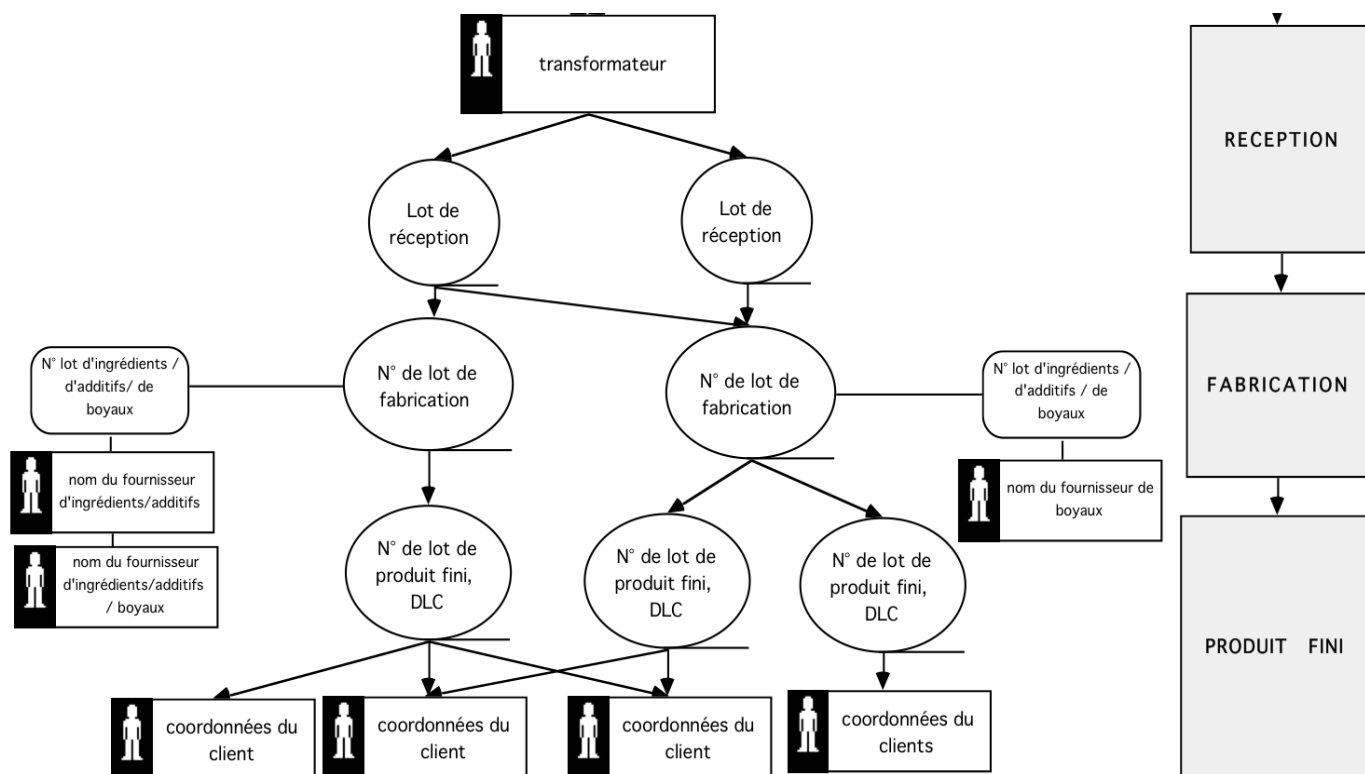 transformateur
RECEPTION
Lot de
réception
Lot de
réception
N° lot d'ingrédients /
d'additifs/ de
boyaux
N° de lot de
fabrication
N° de lot de
fabrication
N° lot d'ingrédients /
d'additifs / de
boyaux
FABRICATION
nom du fournisseur
d'ingrédients/additifs
nom du fournisseur de
boyaux
nom du fournisseur
d'ingrédients/additifs
/ boyaux
N° de lot de
produit fini,
DLC
N° de lot de
produit fini,
DLC
N° de lot de
produit fini,
DLC
PRODUIT FINI
coordonnées du
client
coordonnées du
client
coordonnées du
client
coordonnées du
clients